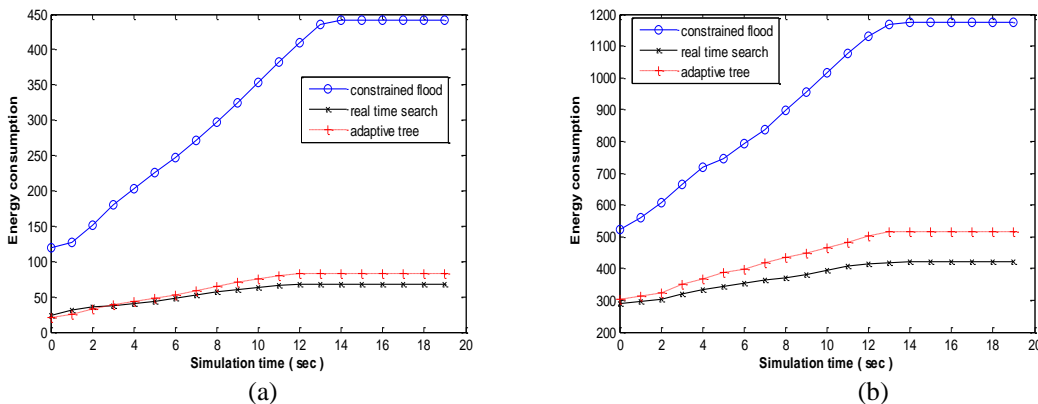 450
400
350
300
250
200
150
100
50
0
Energy consumption
constrained flood
real time search
adaptive tree
0 2 4 6 8 10 12 14 16 18 20
Simulation time ( sec )
(a)
1200
1100
1000
900
800
700
600
500
400
300
200
Energy consumption
constrained flood
real time search
adaptive tree
0 2 4 6 8 10 12 14 16 18 20
Simulation time ( sec )
(b)